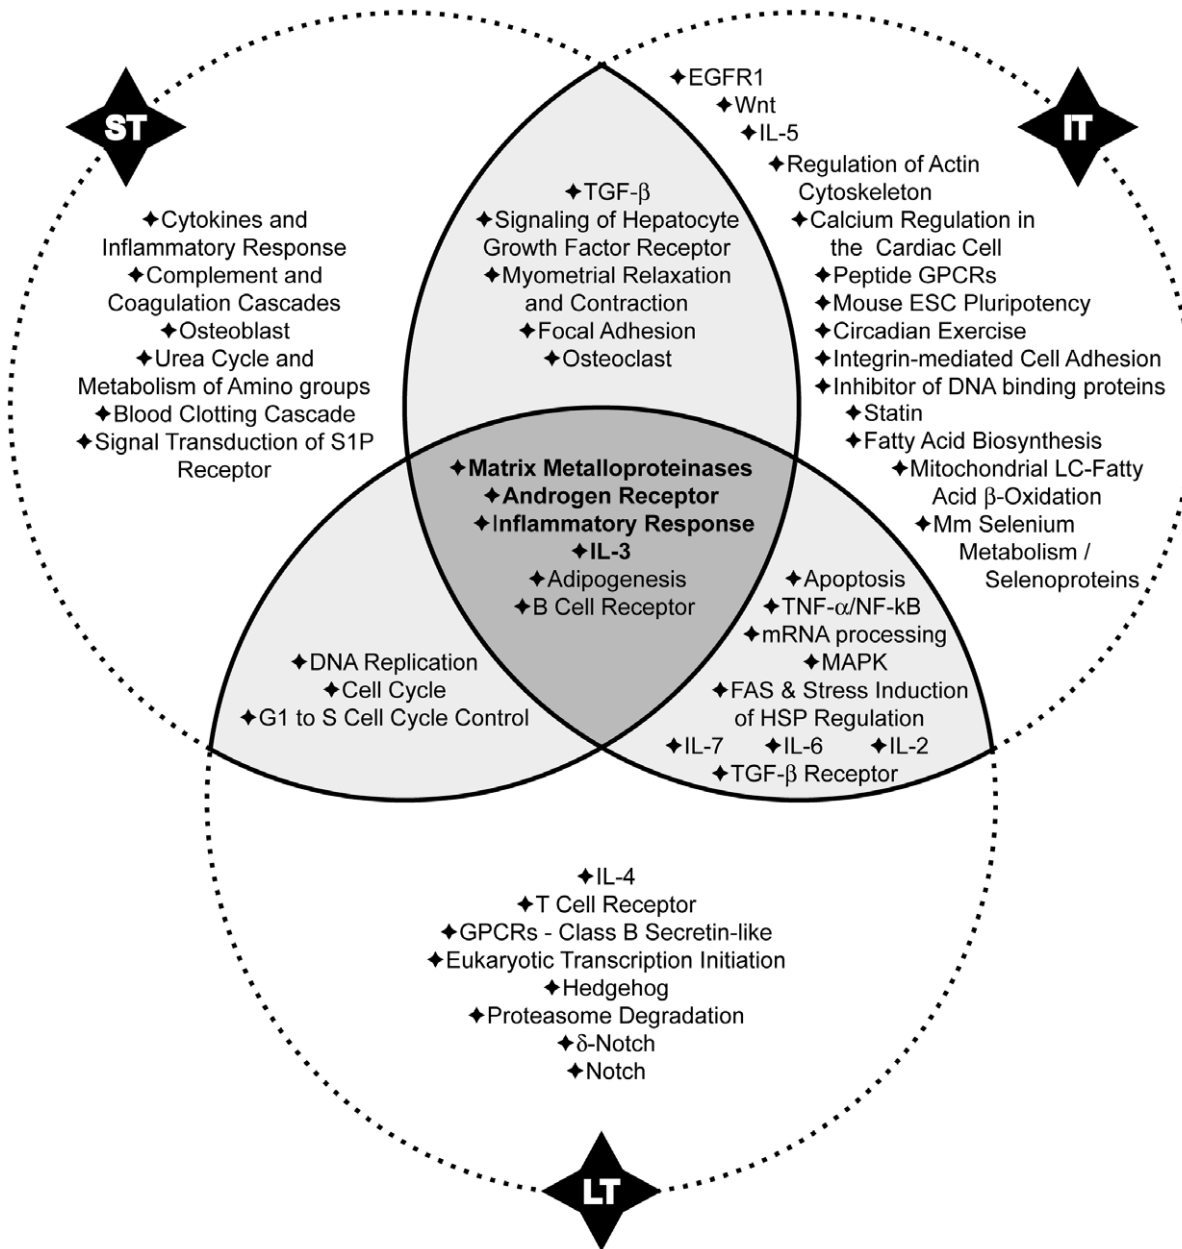 ST
IT
✦Cytokines and
Inflammatory Response
✦Complement and
Coagulation Cascades
✦Osteoblast
✦Urea Cycle and
Metabolism of Amino groups
✦Blood Clotting Cascade
✦Signal Transduction of S1P
Receptor
✦TGF-β
✦Signaling of Hepatocyte
Growth Factor Receptor
✦Myometrial Relaxation
and Contraction
✦Focal Adhesion
✦Osteoclast
✦EGFR1
✦Wnt
✦IL-5
✦Regulation of Actin
Cytoskeleton
✦Calcium Regulation in
the Cardiac Cell
✦Peptide GPCRs
✦Mouse ESC Pluripotency
✦Circadian Exercise
✦Integrin-mediated Cell Adhesion
✦Inhibitor of DNA binding proteins
✦Statin
✦Fatty Acid Biosynthesis
✦Mitochondrial LC-Fatty
Acid β-Oxidation
✦Mm Selenium
Metabolism /
Selenoproteins
✦Matrix Metalloproteinases
✦Androgen Receptor
✦Inflammatory Response
✦IL-3
✦Adipogenesis
✦B Cell Receptor
✦DNA Replication
✦Cell Cycle
✦G1 to S Cell Cycle Control
✦Apoptosis
✦TNF-α/NF-kB
✦mRNA processing
✦MAPK
✦FAS & Stress Induction
of HSP Regulation
✦IL-7 ✦IL-6 ✦IL-2
✦TGF-β Receptor
✦IL-4
✦T Cell Receptor
✦GPCRs - Class B Secretin-like
✦Eukaryotic Transcription Initiation
✦Hedgehog
✦Proteasome Degradation
✦δ-Notch
✦Notch
LT